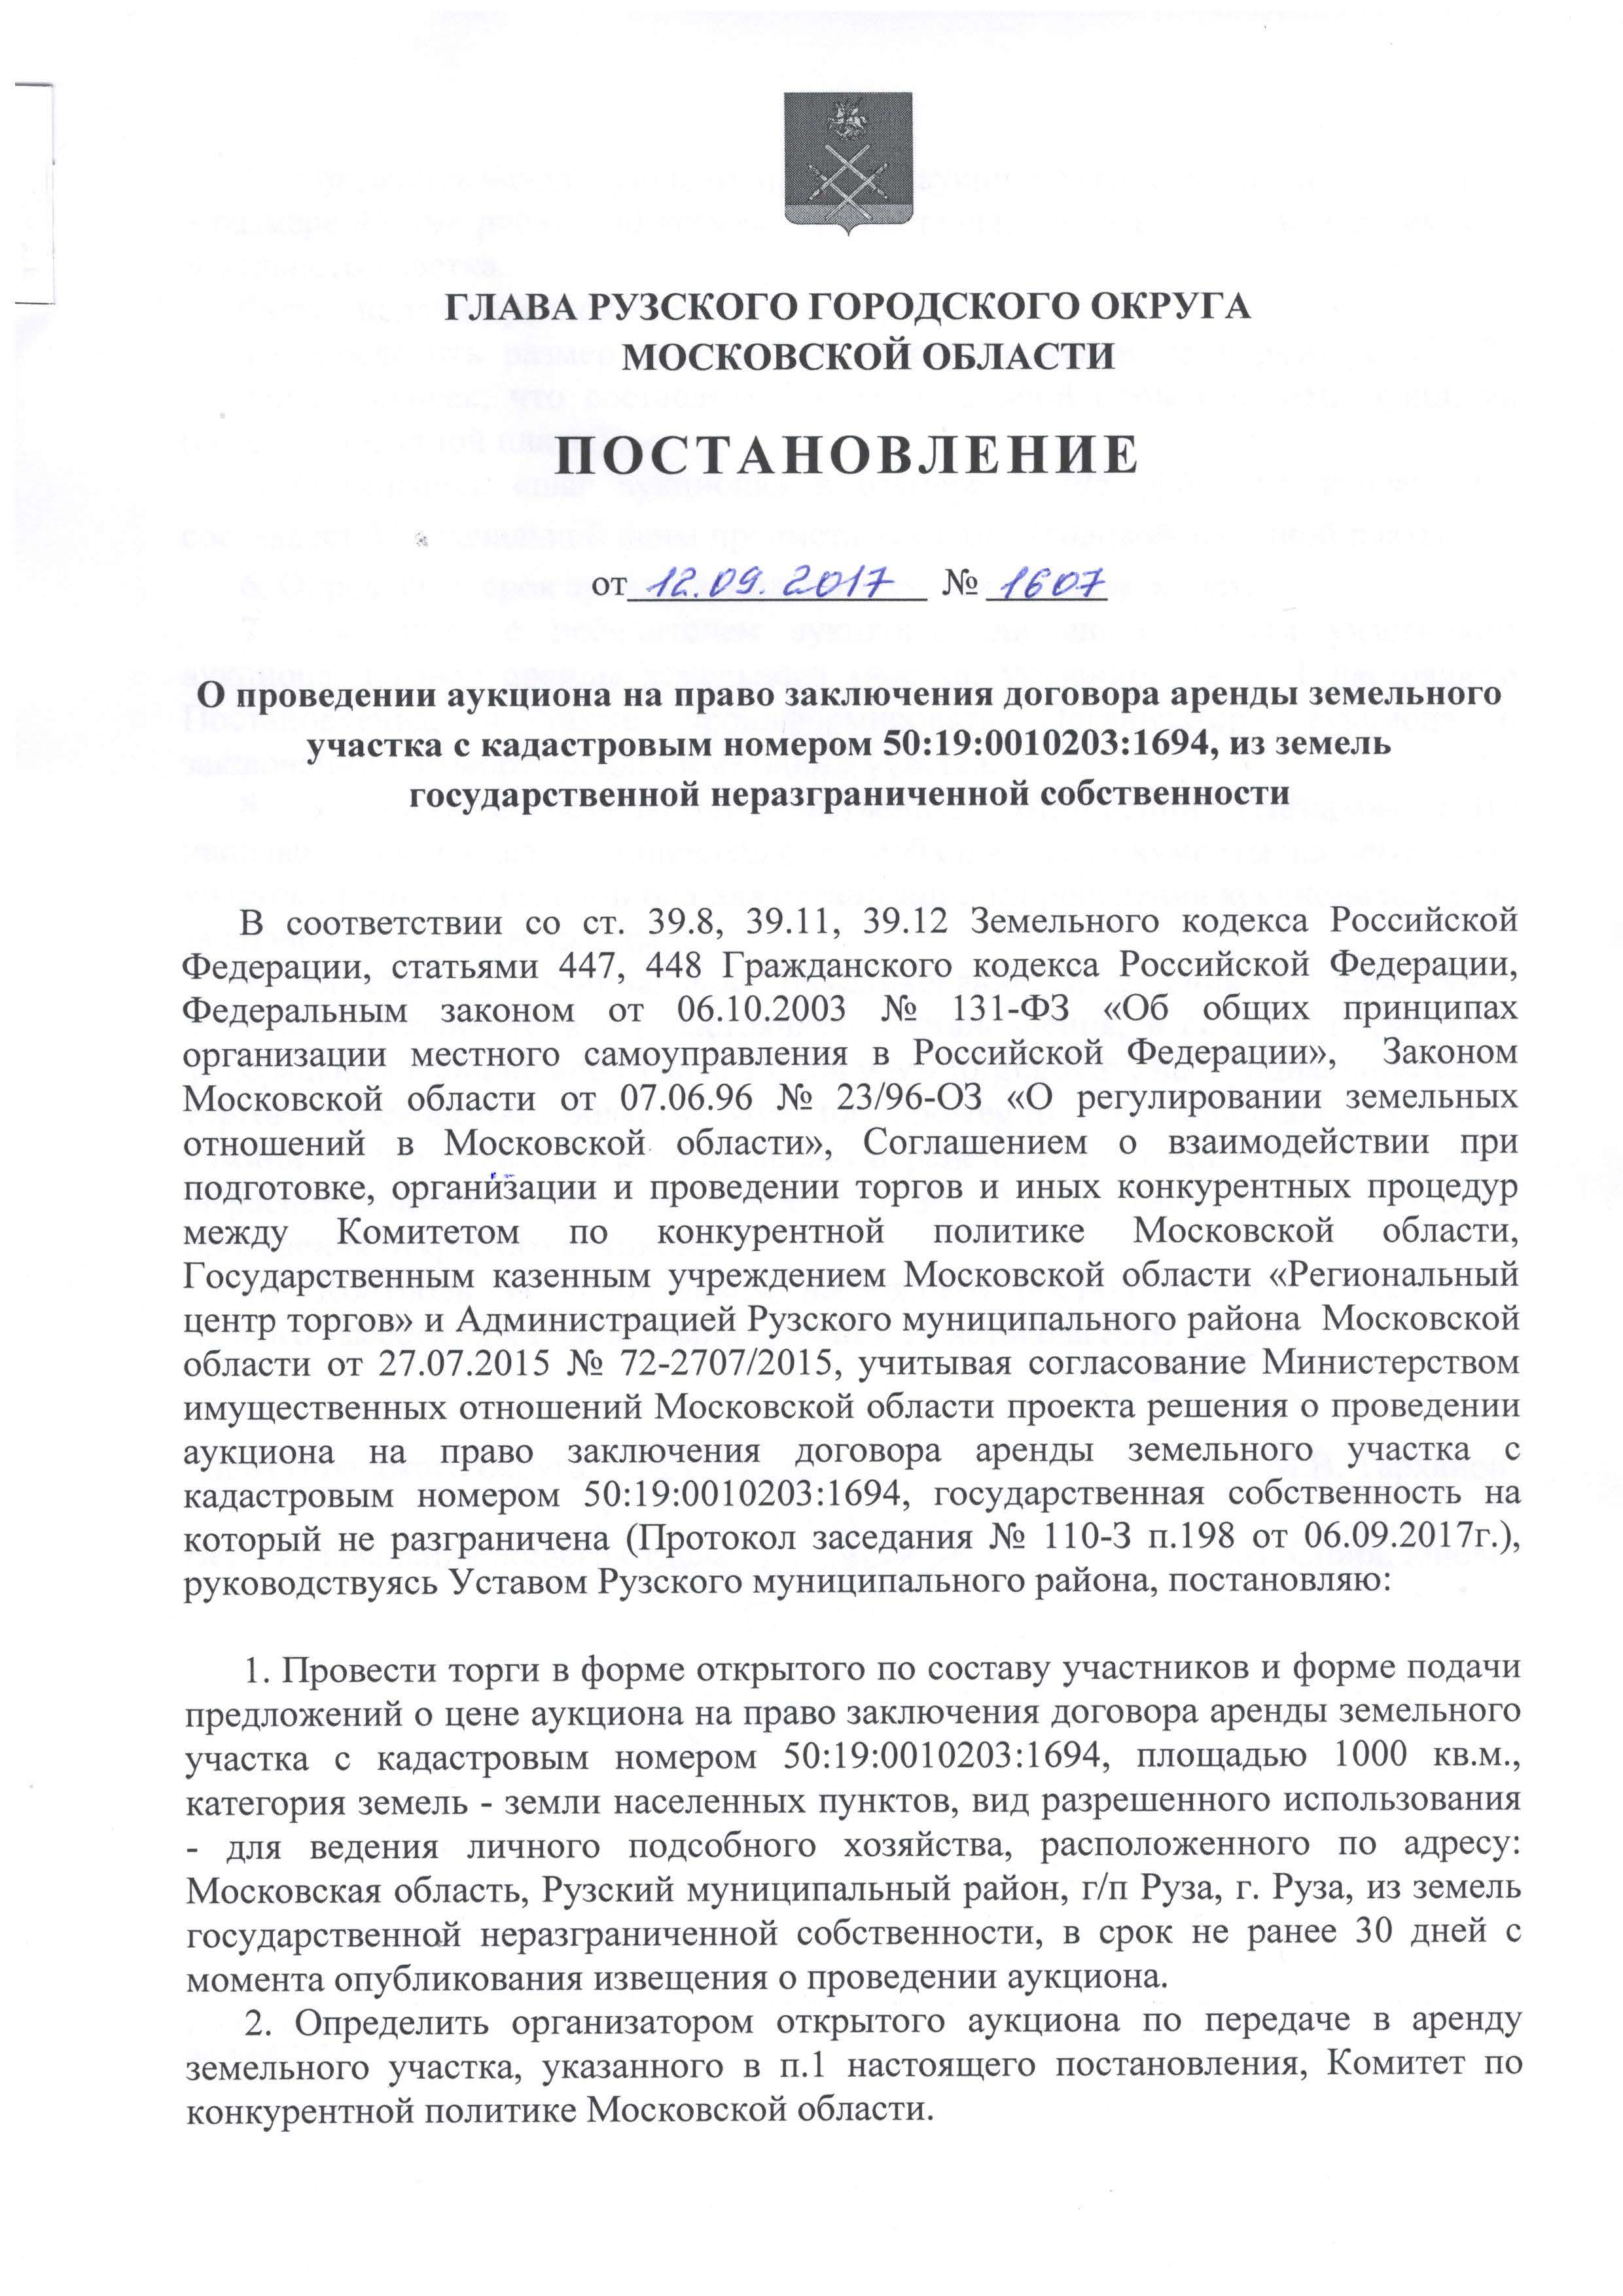 ГЛАВА РУЗСКОГО ГОРОДСКОГО ОКРУГА
МОСКОВСКОЙ ОБЛАСТИ
ПОСТАНОВЛЕНИЕ
от 12.09.2017 № 1607
О проведении аукциона на право заключения договора аренды земельного
участка с кадастровым номером 50:19:0010203:1694, из земель
государственной неразграниченной собственности
В соответствии со ст. 39.8, 39.11, 39.12 Земельного кодекса Российской
Федерации, статьями 447, 448 Гражданского кодекса Российской Федерации,
Федеральным законом от 06.10.2003 № 131-ФЗ «Об общих принципах
организации местного самоуправления в Российской Федерации», Законом
Московской области от 07.06.96 № 23/96-ОЗ «О регулировании земельных
отношений в Московской области», Соглашением о взаимодействии при
подготовке, организации и проведении торгов и иных конкурентных процедур
между Комитетом по конкурентной политике Московской области,
Государственным казенным учреждением Московской области «Региональный
центр торгов» и Администрацией Рузского муниципального района Московской
области от 27.07.2015 № 72-2707/2015, учитывая согласование Министерством
имущественных отношений Московской области проекта решения о проведении
аукциона на право заключения договора аренды земельного участка с
кадастровым номером 50:19:0010203:1694, государственная собственность на
который не разграничена (Протокол заседания № 110-З п.198 от 06.09.2017г.),
руководствуясь Уставом Рузского муниципального района, постановляю:
1. Провести торги в форме открытого по составу участников и форме подачи
предложений о цене аукциона на право заключения договора аренды земельного
участка с кадастровым номером 50:19:0010203:1694, площадью 1000 кв.м.,
категория земель - земли населенных пунктов, вид разрешенного использования
- для ведения личного подсобного хозяйства, расположенного по адресу:
Московская область, Рузский муниципальный район, г/п Руза, г. Руза, из земель
государственной неразграниченной собственности, в срок не ранее 30 дней с
момента опубликования извещения о проведении аукциона.
2. Определить организатором открытого аукциона по передаче в аренду
земельного участка, указанного в п.1 настоящего постановления, Комитет по
конкурентной политике Московской области.